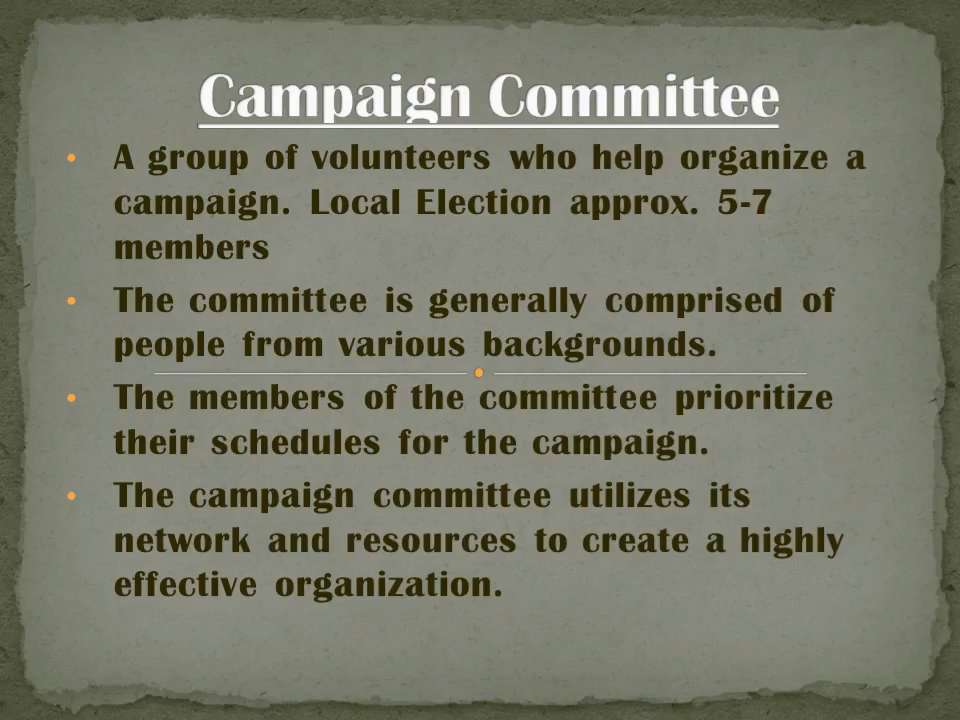 Campaign Committee
• A group of volunteers who help organize a
campaign. Local Election approx. 5-7
members
• The committee is generally comprised of
people from various backgrounds.
• The members of the committee prioritize
their schedules for the campaign.
• The campaign committee utilizes its
network and resources to create a highly
effective organization.